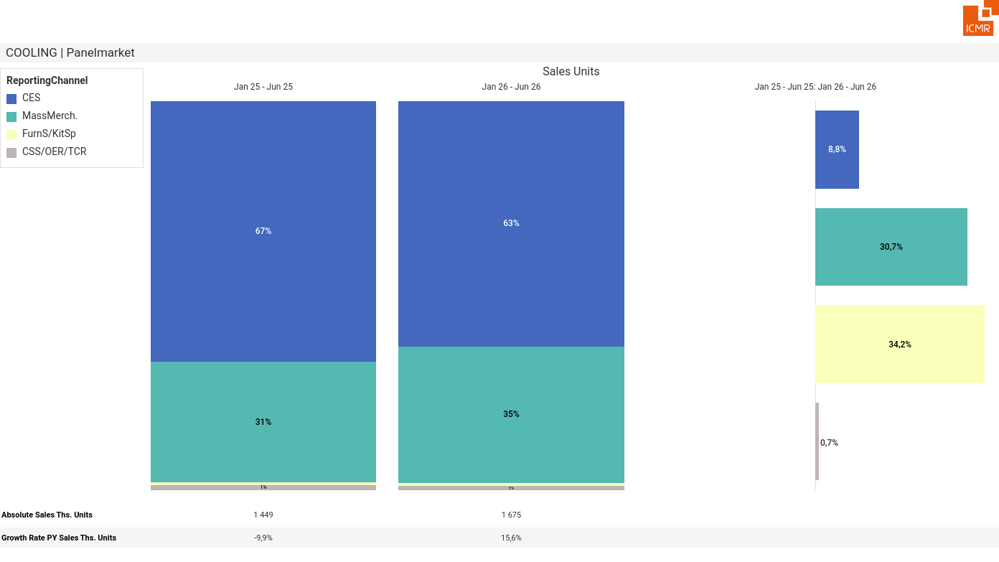 ICMR
COOLING | Panelmarket
ReportingChannel
CES
MassMerch.
FurnS/KitSp
CSS/OER/TCR
Sales Units
Jan 25 - Jun 25
Jan 26 - Jun 26
Jan 25 - Jun 25: Jan 26 - Jun 26
67%
63%
31%
35%
1%
1%
8,8%
30,7%
34,2%
0,7%
Absolute Sales Ths. Units 1 449 1 675
Growth Rate PY Sales Ths. Units -9,9% 15,6%